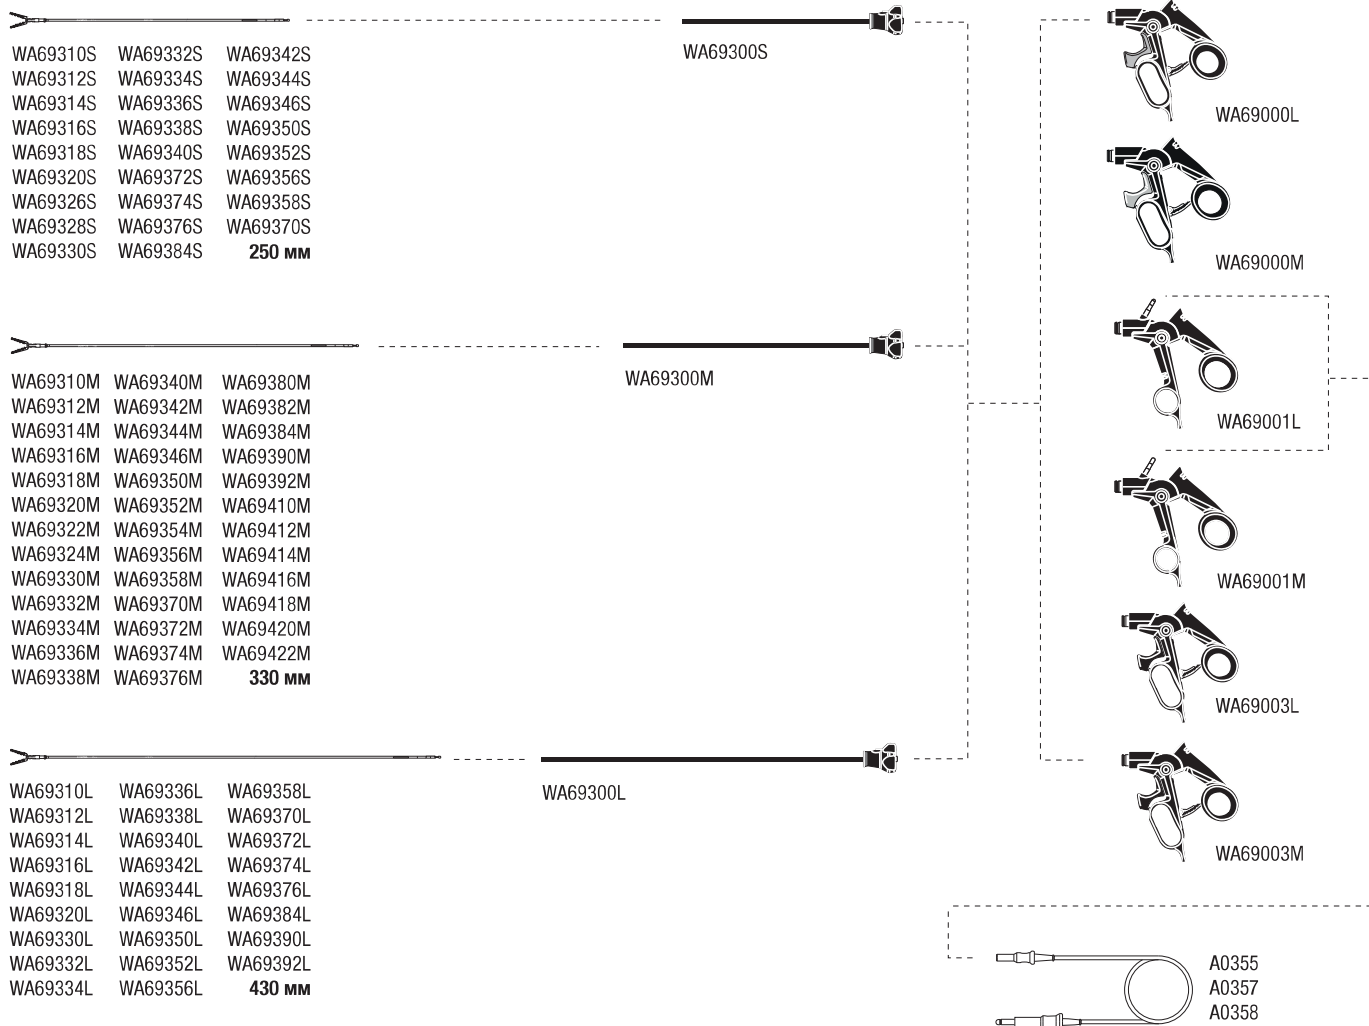 WA69310S WA69332S WA69342S
WA69312S WA69334S WA69344S
WA69314S WA69336S WA69346S
WA69316S WA69338S WA69350S
WA69318S WA69340S WA69352S
WA69320S WA69372S WA69356S
WA69326S WA69374S WA69358S
WA69328S WA69376S WA69370S
WA69330S WA69384S 250 мм
WA69300S
WA69000L
WA69000M
WA69310M WA69340M WA69380M
WA69312M WA69342M WA69382M
WA69314M WA69344M WA69384M
WA69316M WA69346M WA69390M
WA69318M WA69350M WA69392M
WA69320M WA69352M WA69410M
WA69322M WA69354M WA69412M
WA69324M WA69356M WA69414M
WA69330M WA69358M WA69416M
WA69332M WA69370M WA69418M
WA69334M WA69372M WA69420M
WA69336M WA69374M WA69422M
WA69338M WA69376M 330 мм
WA69300M
WA69001L
WA69001M
WA69003L
WA69310L WA69336L WA69358L
WA69312L WA69338L WA69370L
WA69314L WA69340L WA69372L
WA69316L WA69342L WA69374L
WA69318L WA69344L WA69376L
WA69320L WA69346L WA69384L
WA69330L WA69350L WA69390L
WA69332L WA69352L WA69392L
WA69334L WA69356L 430 мм
WA69300L
WA69003M
A0355
A0357
A0358